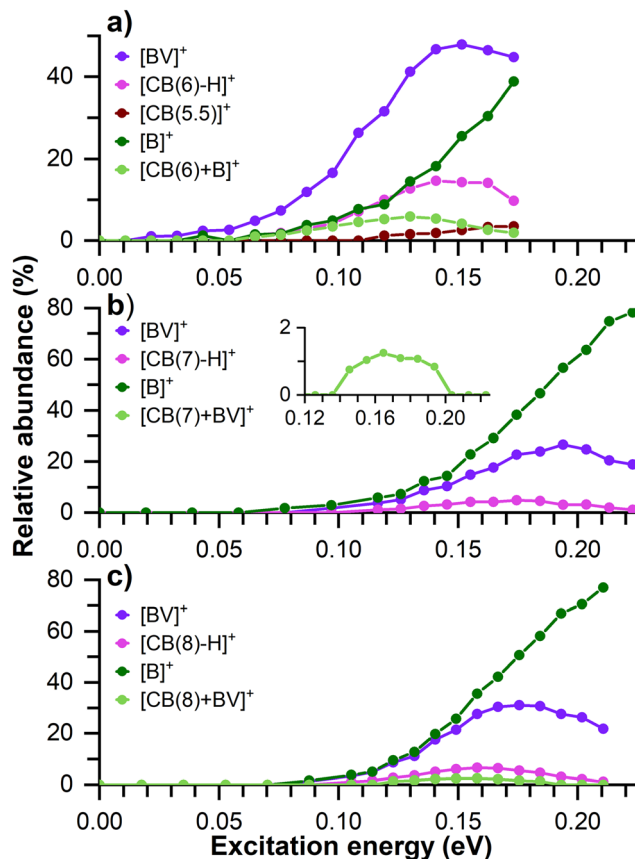 a)
[BV]⁺
[CB(6)-H]⁺
[CB(5.5)]⁺
[B]⁺
[CB(6)+B]⁺
40
20
0
0.00 0.05 0.10 0.15 0.20
Relative abundance (%)
b)
[BV]⁺
[CB(7)-H]⁺
[B]⁺
[CB(7)+BV]⁺
80
60
40
20
0
2
0
0.12 0.16 0.20
0.00 0.05 0.10 0.15 0.20
c)
[BV]⁺
[CB(8)-H]⁺
[B]⁺
[CB(8)+BV]⁺
80
60
40
20
0
0.00 0.05 0.10 0.15 0.20
Excitation energy (eV)